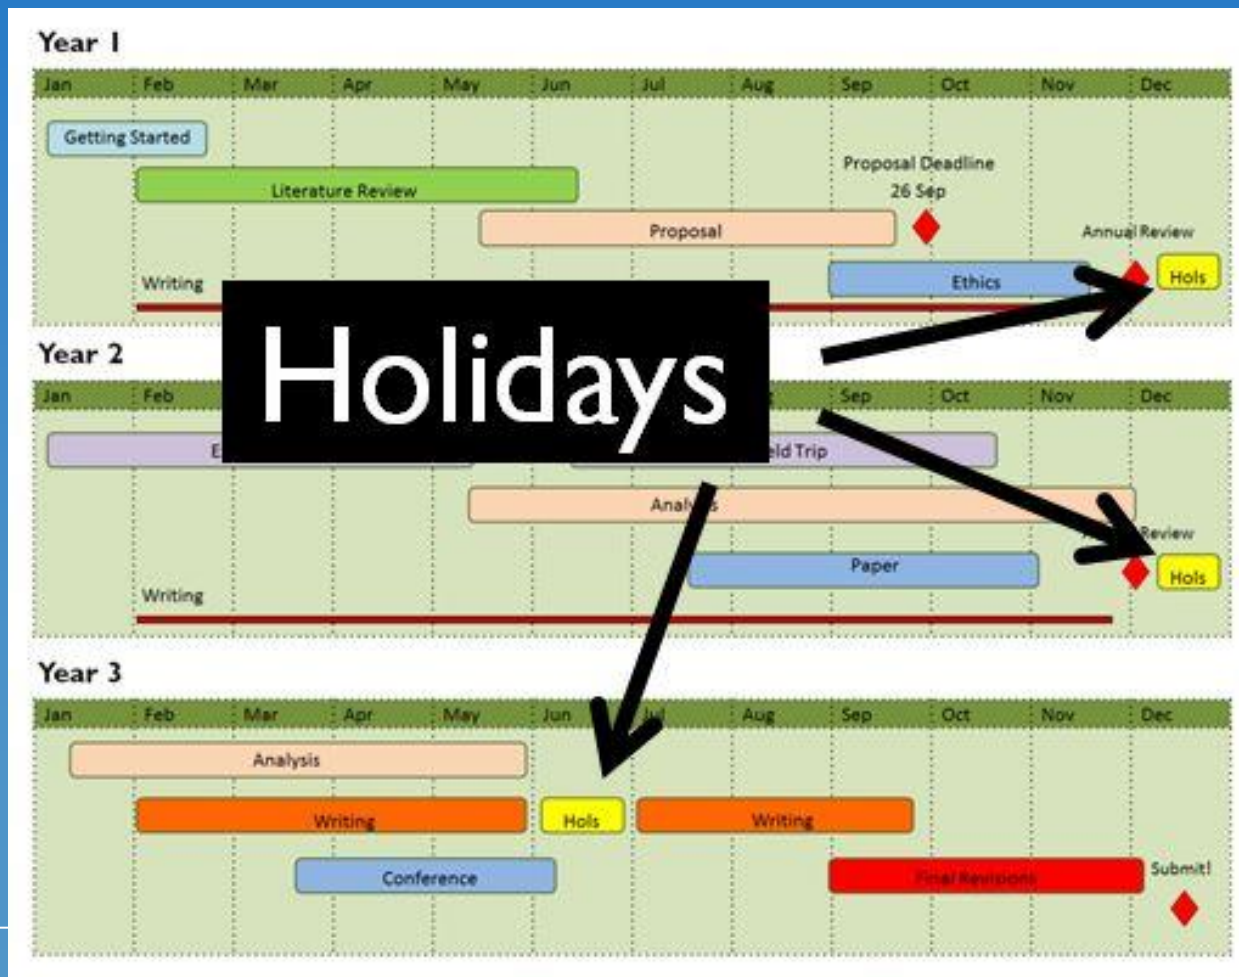 Year 1
Jan Feb Mar Apr May Jun Jul Aug Sep Oct Nov Dec
Getting Started
Proposal Deadline
Literature Review
26 Sep
Proposal
Annual Review
Writing
Ethics
Hols
Year 2
Holidays
Jan Feb Sep Oct Nov Dec
Trip
Analysis
Review
Paper
Hols
Writing
Year 3
Jan Feb Mar Apr May Jun Jul Aug Sep Oct Nov Dec
Analysis
Writing
Hols
Writing
Conference
Final Revisions
Submit!